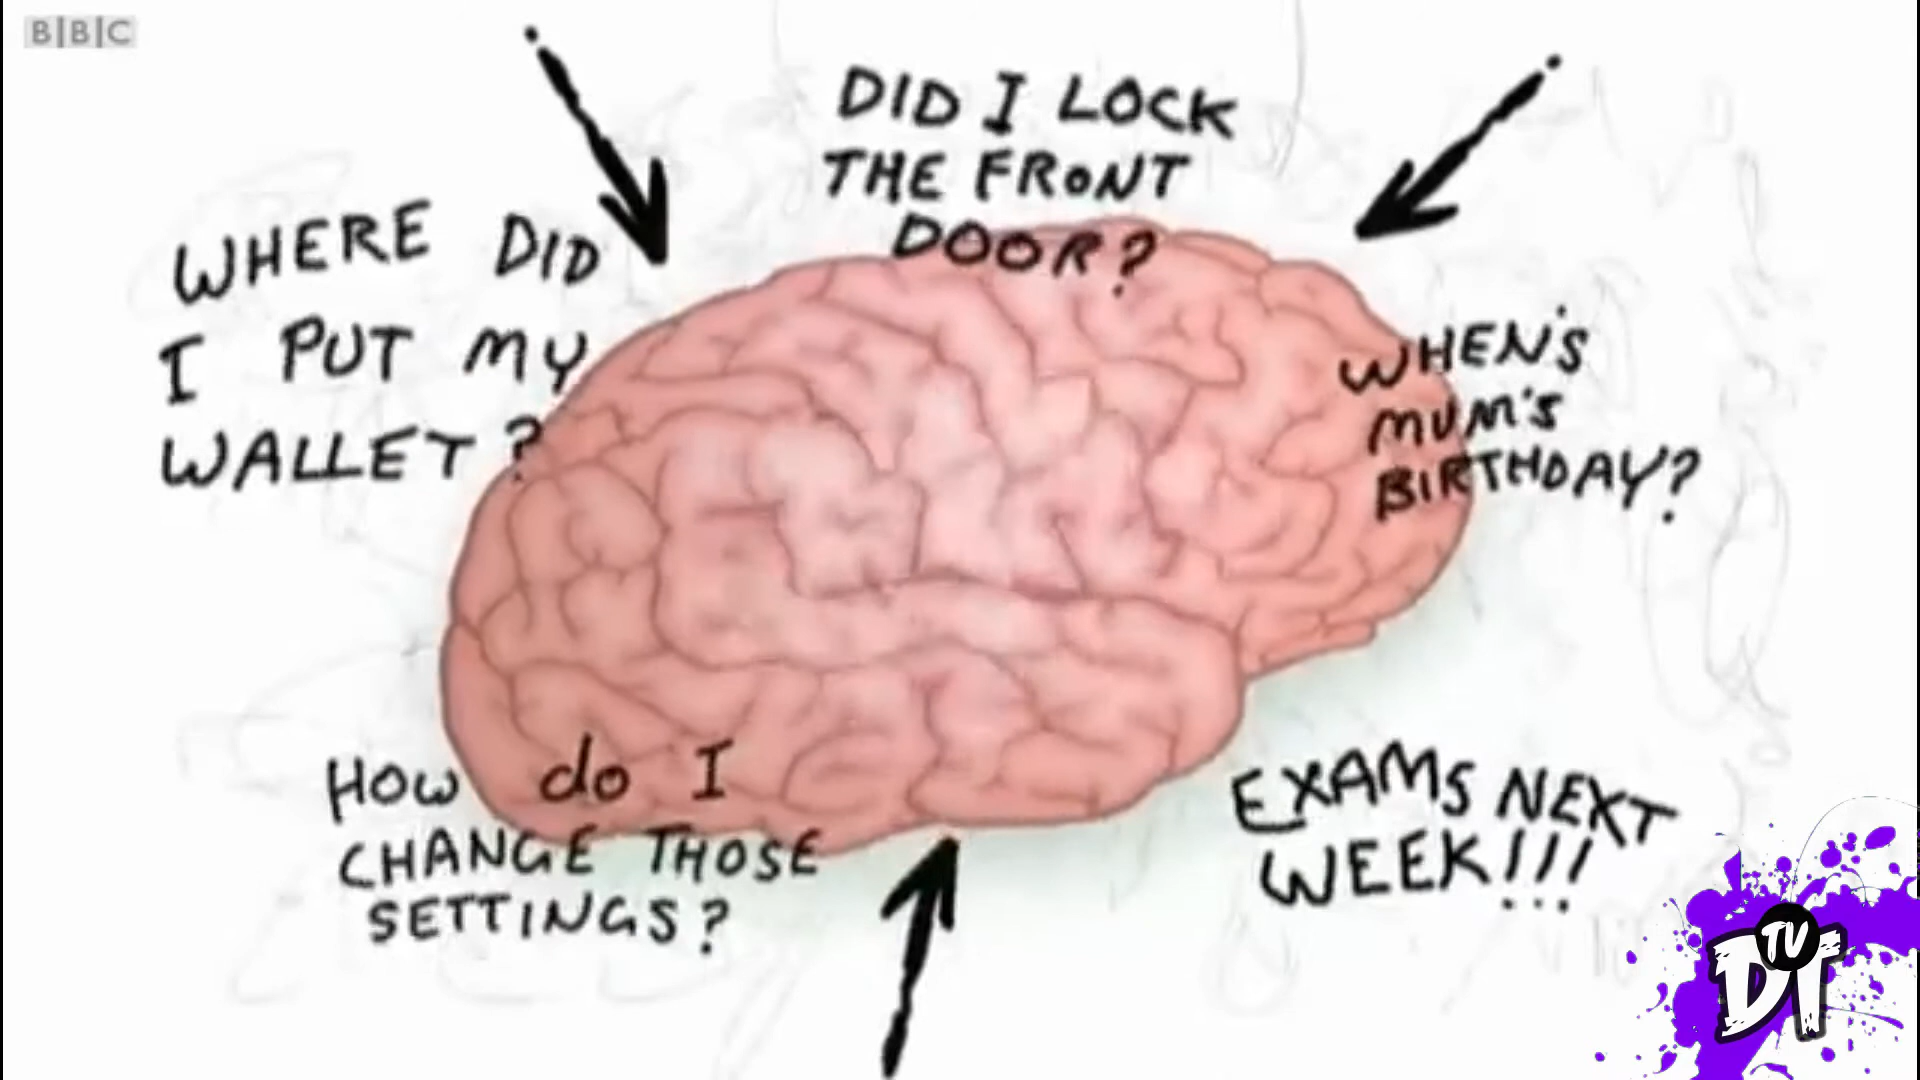 BBC
DID I LOCK
THE FRONT
DOOR?
WHERE DID
I PUT MY
WALLET?
WHEN'S
MUM'S
BIRTHDAY?
HOW do I
CHANGE THOSE
SETTINGS?
EXAMS NEXT
WEEK!!!
TV
DT